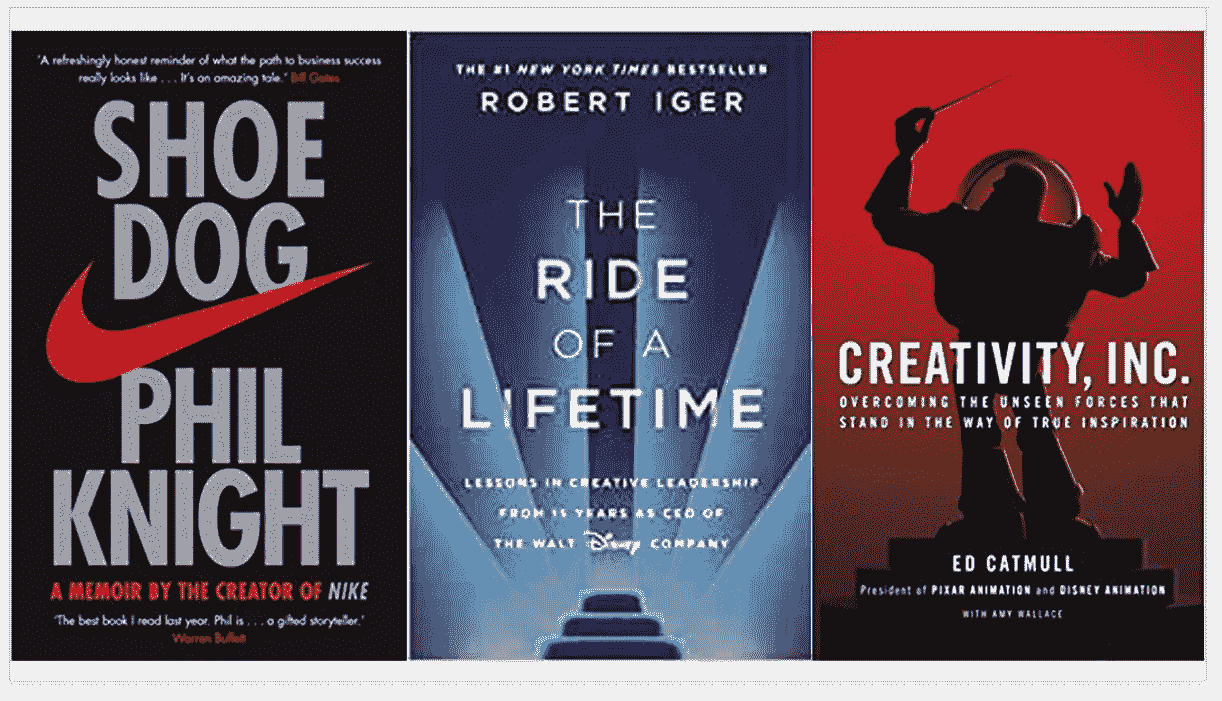 'A refreshingly honest reminder of what the path to business success
really looks like . . . It's an amazing tale.' Bill Gates
SHOE
DOG
PHIL
KNIGHT
A MEMOIR BY THE CREATOR OF NIKE
'The best book I read last year. Phil is . . . a gifted storyteller.'
Warren Buffett
THE #1 NEW YORK TIMES BESTSELLER
ROBERT IGER
THE
RIDE
OF A
LIFETIME
LESSONS IN CREATIVE LEADERSHIP
FROM 15 YEARS AS CEO OF
THE WALT Disney COMPANY
CREATIVITY, INC.
OVERCOMING THE UNSEEN FORCES THAT
STAND IN THE WAY OF TRUE INSPIRATION
ED CATMULL
President of PIXAR ANIMATION and DISNEY ANIMATION
WITH AMY WALLACE